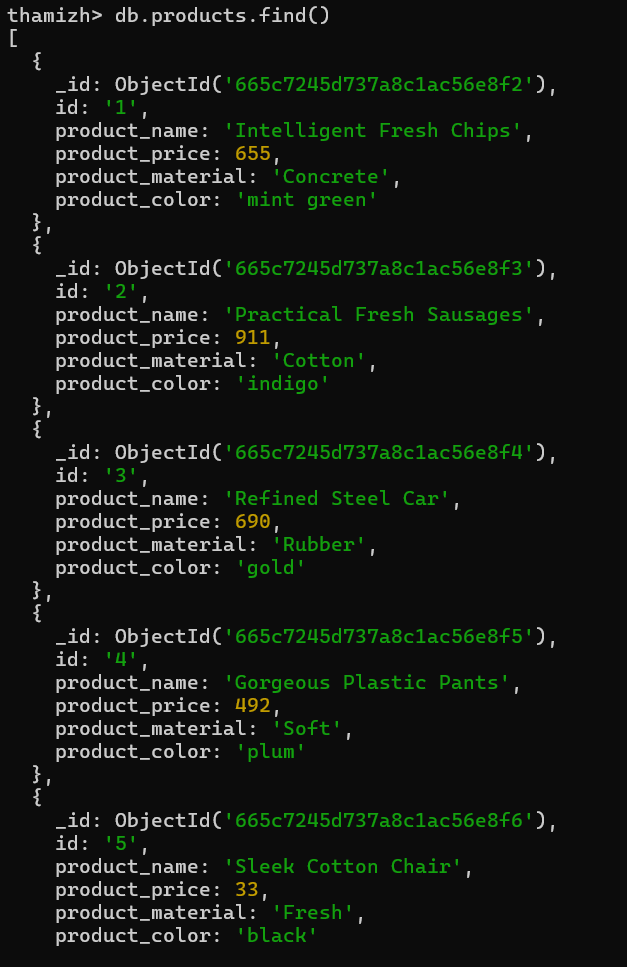 thamizh> db.products.find()
[
  {
    _id: ObjectId('665c7245d737a8c1ac56e8f2'),
    id: '1',
    product_name: 'Intelligent Fresh Chips',
    product_price: 655,
    product_material: 'Concrete',
    product_color: 'mint green'
  },
  {
    _id: ObjectId('665c7245d737a8c1ac56e8f3'),
    id: '2',
    product_name: 'Practical Fresh Sausages',
    product_price: 911,
    product_material: 'Cotton',
    product_color: 'indigo'
  },
  {
    _id: ObjectId('665c7245d737a8c1ac56e8f4'),
    id: '3',
    product_name: 'Refined Steel Car',
    product_price: 690,
    product_material: 'Rubber',
    product_color: 'gold'
  },
  {
    _id: ObjectId('665c7245d737a8c1ac56e8f5'),
    id: '4',
    product_name: 'Gorgeous Plastic Pants',
    product_price: 492,
    product_material: 'Soft',
    product_color: 'plum'
  },
  {
    _id: ObjectId('665c7245d737a8c1ac56e8f6'),
    id: '5',
    product_name: 'Sleek Cotton Chair',
    product_price: 33,
    product_material: 'Fresh',
    product_color: 'black'